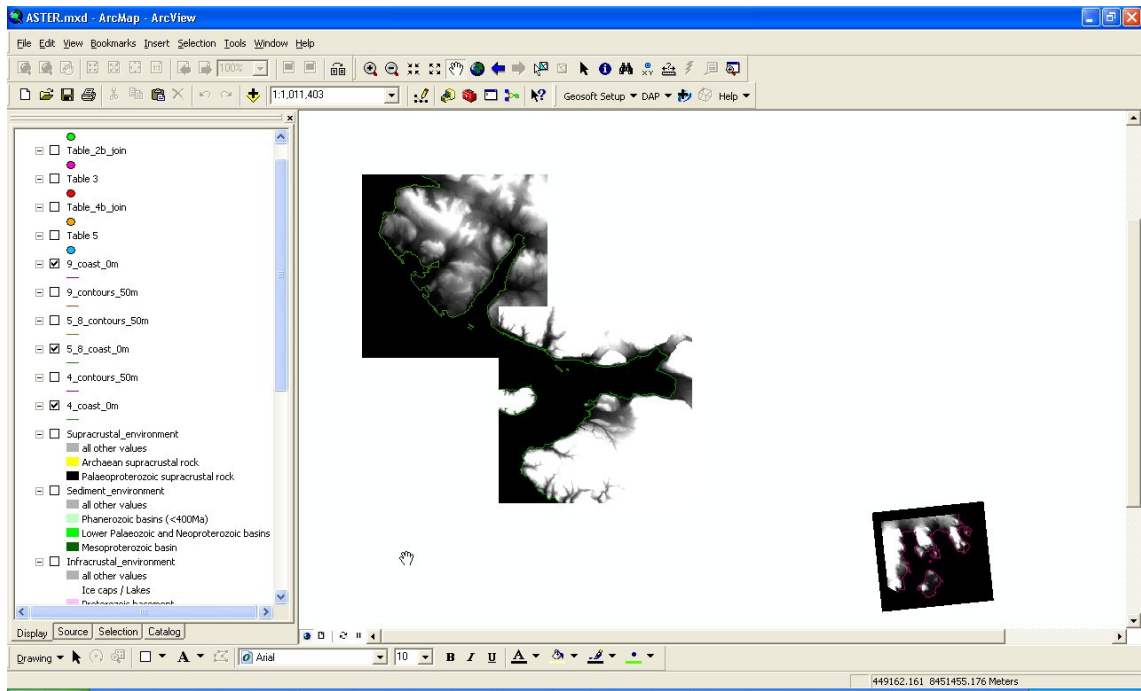 ASTER.mxd - ArcMap - ArcView
File Edit View Bookmarks Insert Selection Tools Window Help
100%
1:1,011,403 Geosoft Setup DAP Help
Table_2b_join
Table 3
Table_4b_join
Table 5
9_coast_0m
9_contours_50m
5_8_contours_50m
5_8_coast_0m
4_contours_50m
4_coast_0m
Supracrustal_environment
all other values
Archaean supracrustal rock
Palaeoproterozoic supracrustal rock
Sediment_environment
all other values
Phanerozoic basins (<400Ma)
Lower Palaeozoic and Neoproterozoic basins
Mesoproterozoic basin
Infracrustal_environment
all other values
Ice caps / Lakes
Proterozoic basement
Display Source Selection Catalog
Drawing A Arial 10 B I U A
449162.161 8451455.176 Meters